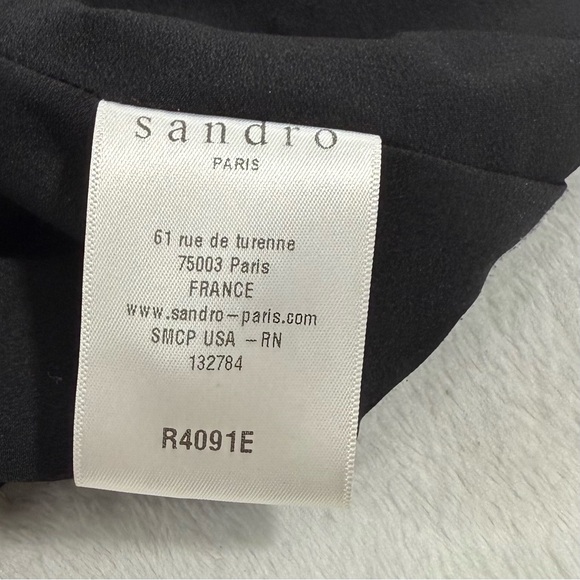 sandro
PARIS
61 rue de turenne
75003 Paris
FRANCE
www.sandro-paris.com
SMCP USA - RN
132784
R4091E